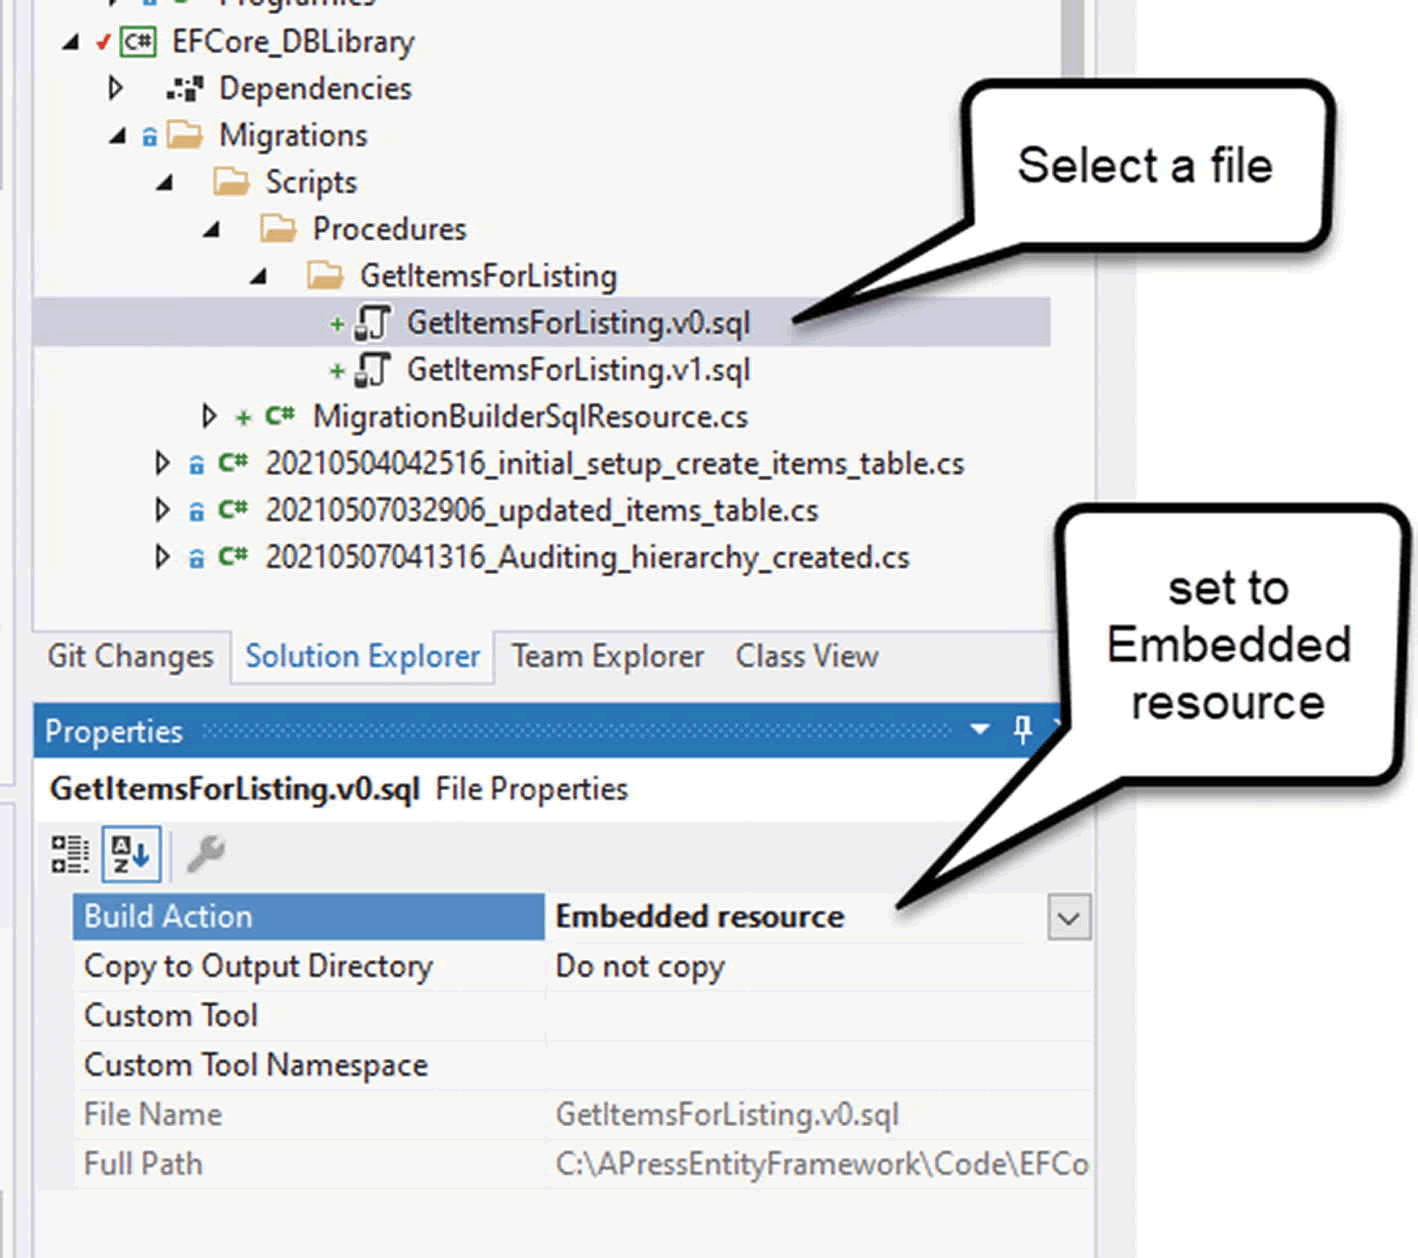 Programics
EFCore_DBLibrary
Dependencies
Migrations
Scripts
Procedures
GetItemsForListing
GetItemsForListing.v0.sql
GetItemsForListing.v1.sql
MigrationBuilderSqlResource.cs
20210504042516_initial_setup_create_items_table.cs
20210507032906_updated_items_table.cs
20210507041316_Auditing_hierarchy_created.cs
Select a file
Git Changes Solution Explorer Team Explorer Class View
set to
Embedded
resource
Properties
GetItemsForListing.v0.sql File Properties
Build Action Embedded resource
Copy to Output Directory Do not copy
Custom Tool
Custom Tool Namespace
File Name GetItemsForListing.v0.sql
Full Path C:\APressEntityFramework\Code\EFCo